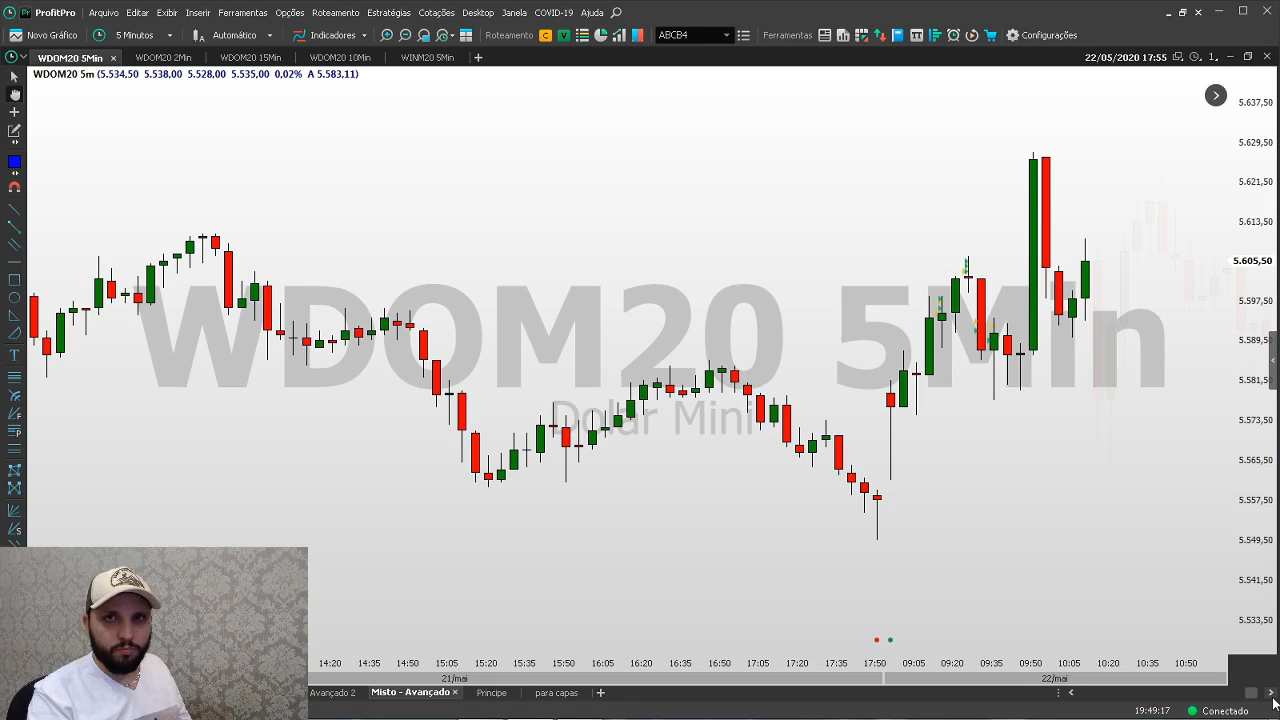 ProfitPro Arquivo Editar Exibir Inserir Ferramentas Opções Roteamento Estratégias Cotações Desktop Janela COVID-19 Ajuda
Novo Gráfico 5 Minutos Automático Indicadores Roteamento C V ABCB4 Ferramentas Configurações
WDOM20 5Min WDOM20 2Min WDOM20 15Min WDOM20 10Min WINM20 5Min 22/05/2020 17:55
WDOM20 5m (5.534,50 5.538,00 5.528,00 5.535,00 0,02% A 5.583,11)
5.637,50
5.629,50
5.621,50
5.613,50
5.605,50
5.597,50
5.589,50
5.581,50
5.573,50
5.565,50
5.557,50
5.549,50
5.541,50
5.533,50
WDOM20 5Min
Dolar Mini
14:20 14:35 14:50 15:05 15:20 15:35 15:50 16:05 16:20 16:35 16:50 17:20 17:35 17:50 09:05 09:20 09:35 09:50 10:05 10:20 10:35 10:50
21/mai 22/mai
Avançado 2 Misto - Avançado Principe para capas
19:49:17 Conectado